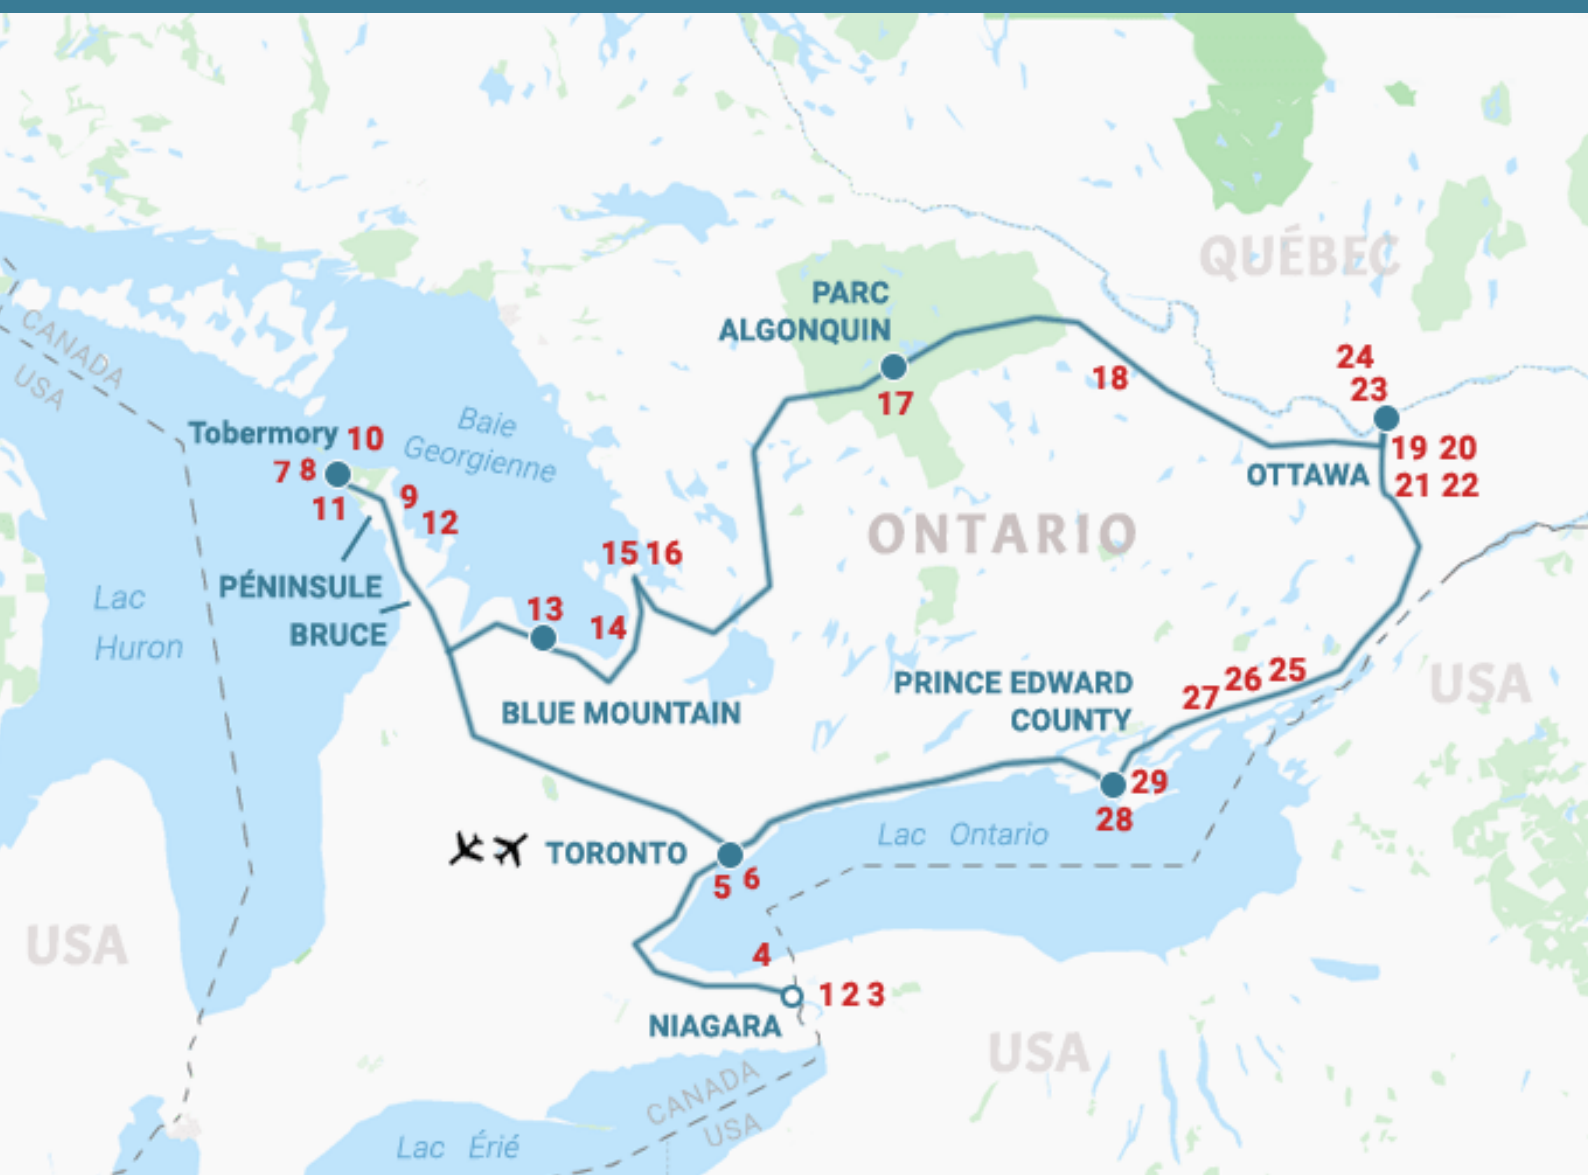 QUÉBEC
PARC
ALGONQUIN
17
18
24
23
19 20
OTTAWA
21 22
CANADA
USA
Baie
Georgienne
Tobermory 10
7 8
11
9
12
ONTARIO
15 16
PÉNINSULE
BRUCE
Lac
Huron
13
14
BLUE MOUNTAIN
PRINCE EDWARD
COUNTY
27 26 25
USA
29
28
Lac Ontario
TORONTO
5 6
4
USA
1 2 3
NIAGARA
USA
CANADA
USA
Lac Érié